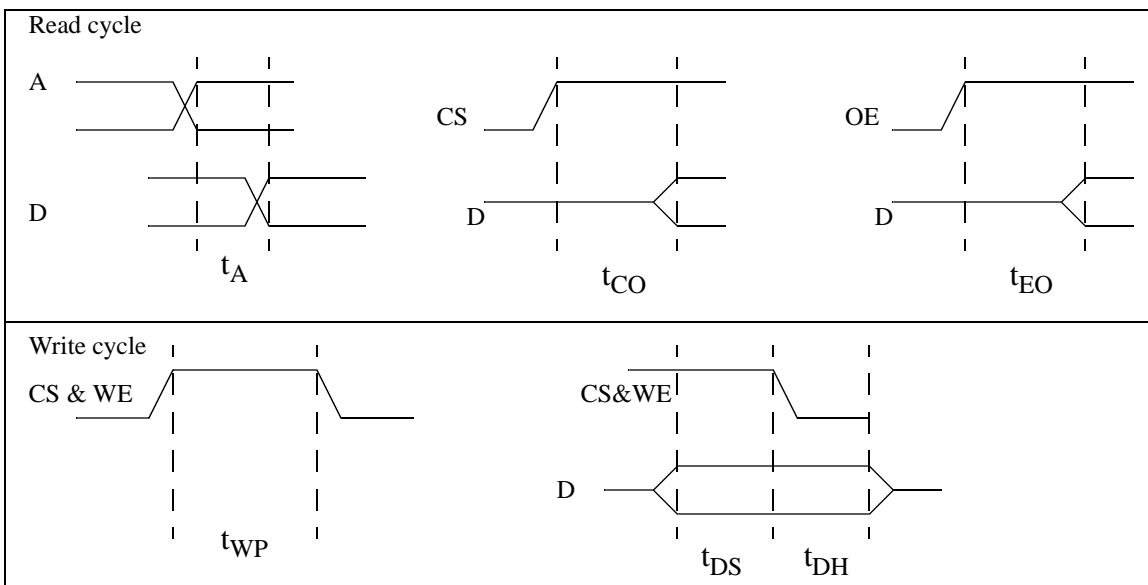 Read cycle
A
CS
OE
D
D
D
tA
tCO
tEO
Write cycle
CS & WE
CS&WE
D
tWP
tDS
tDH